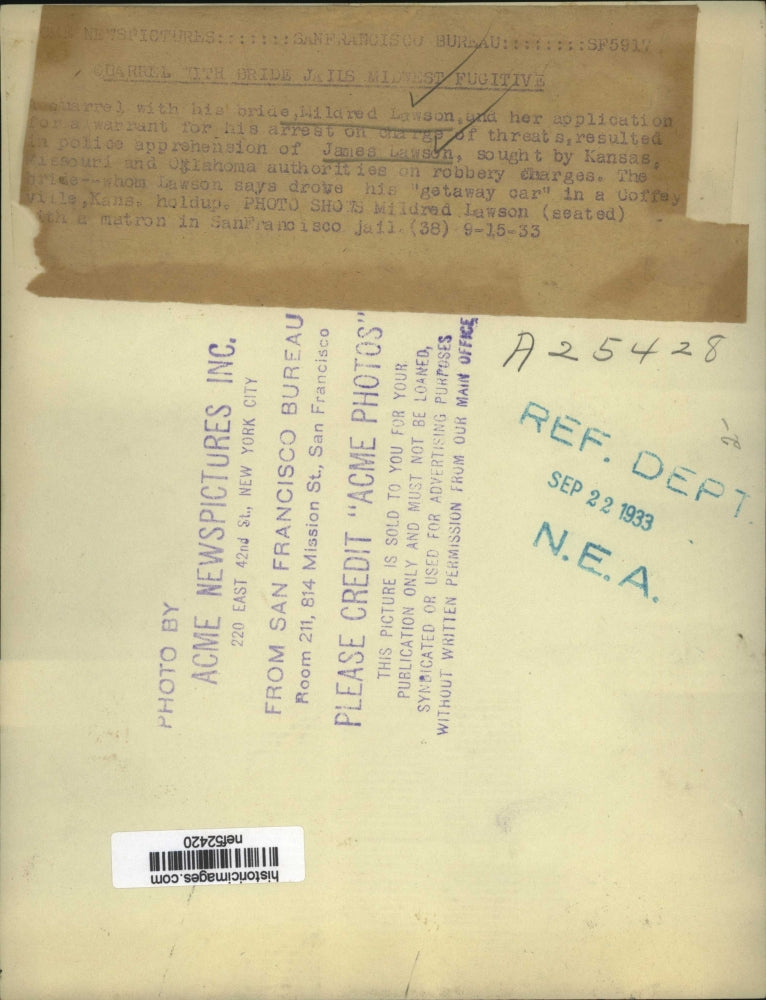 NEWSPICTURES:::::::SANFRANCISCO BUREAU::::::::SF5917
QUARREL WITH BRIDE JAILS MIDWEST FUGITIVE
quarrel with his bride,Mildred Lawson,and her application
for a warrant for his arrest on charge of threats,resulted
in police apprehension of James Lawson, sought by Kansas,
Missouri and Oklahoma authorities on robbery charges. The
bride--whom Lawson says drove his "getaway car" in a Coffey
ville,Kans. holdup. PHOTO SHOWS Mildred Lawson (seated)
with a matron in SanFrancisco jail.(38) 9-15-33
PHOTO BY
ACME NEWSPICTURES INC.
220 EAST 42nd St., NEW YORK CITY
FROM SAN FRANCISCO BUREAU
Room 211, 814 Mission St., San Francisco
PLEASE CREDIT "ACME PHOTOS"
THIS PICTURE IS SOLD TO YOU FOR YOUR
PUBLICATION ONLY AND MUST NOT BE LOANED,
SYNDICATED OR USED FOR ADVERTISING PURPOSES
WITHOUT WRITTEN PERMISSION FROM OUR MAIN OFFICE
A25428
2
REF. DEPT.
SEP 22 1933
N.E.A.
historicimages.com
nef52420